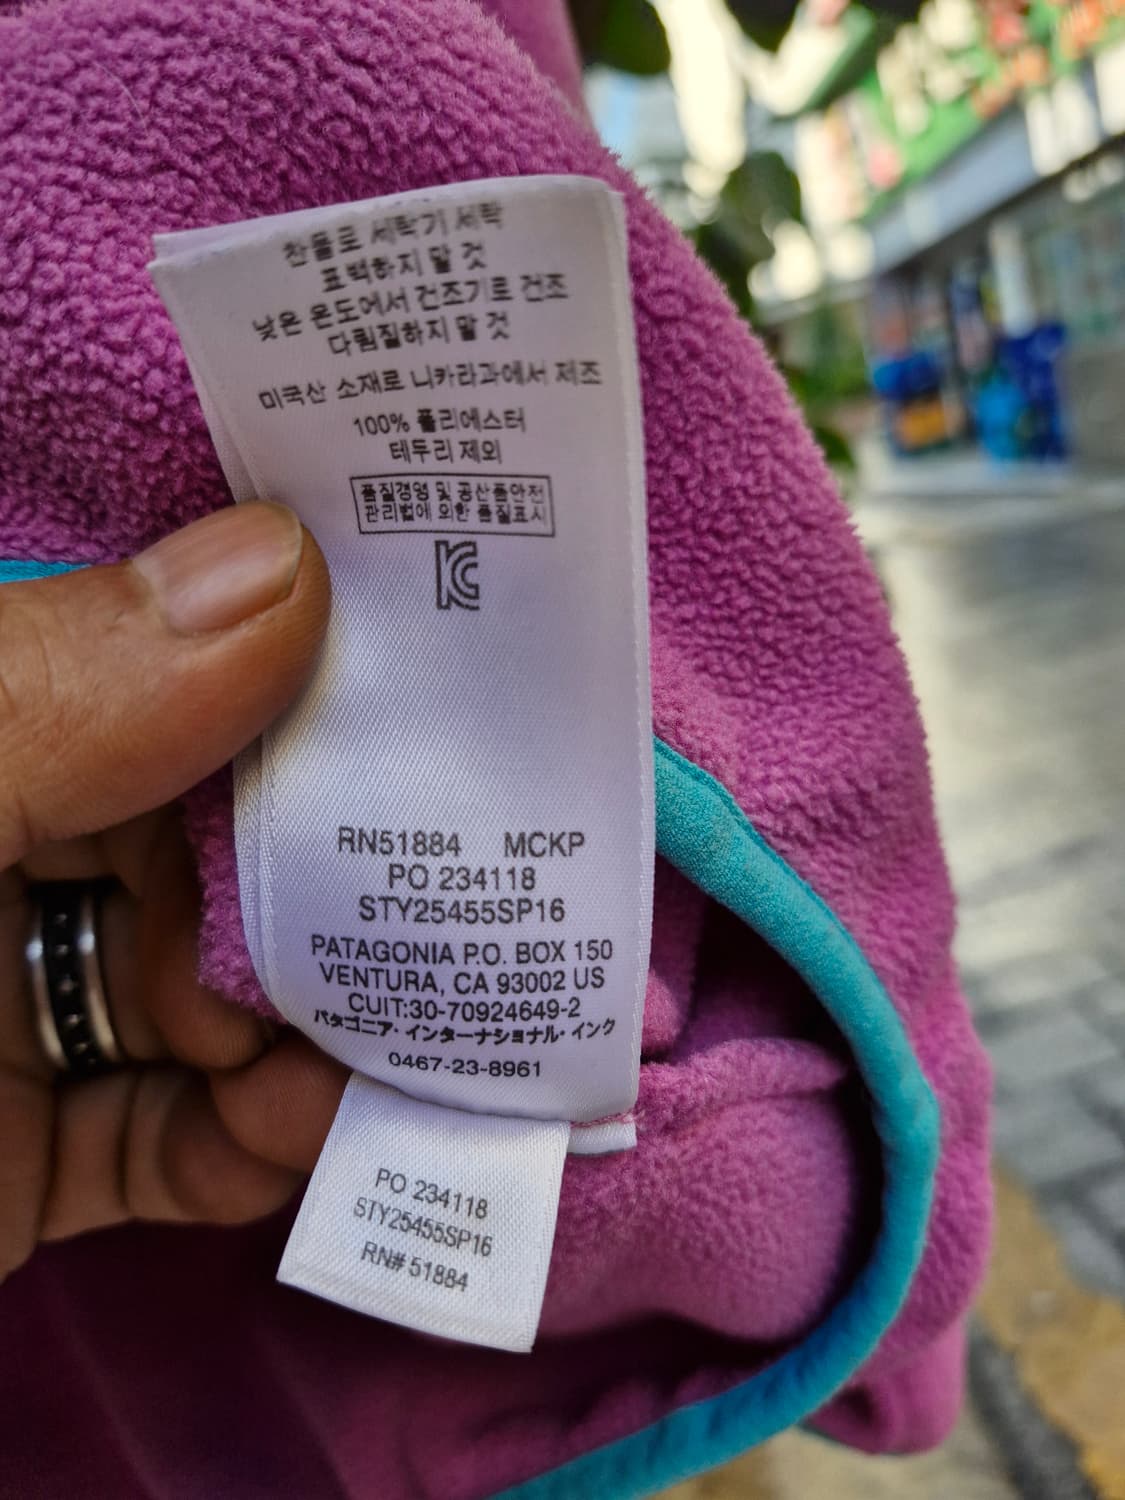 찬물로 세탁기 세탁
표백하지 말 것
낮은 온도에서 건조기로 건조
다림질하지 말 것
미국산 소재로 니카라과에서 제조
100% 폴리에스터
테두리 제외
품질경영 및 공산품안전
관리법에 의한 품질표시
KC
RN51884 MCKP
PO 234118
STY25455SP16
PATAGONIA P.O. BOX 150
VENTURA, CA 93002 US
CUIT:30-70924649-2
パタゴニア・インターナショナル・インク
0467-23-8961
PO 234118
STY25455SP16
RN# 51884